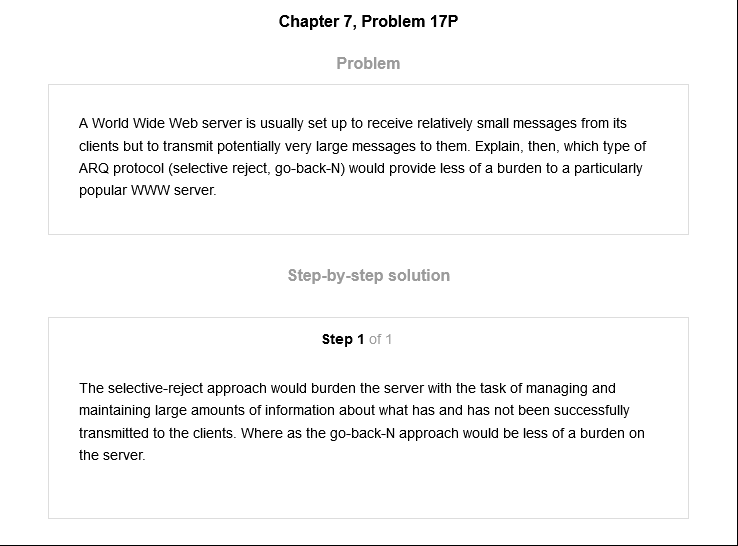 Chapter 7, Problem 17P
Problem
A World Wide Web server is usually set up to receive relatively small messages from its
clients but to transmit potentially very large messages to them. Explain, then, which type of
ARQ protocol (selective reject, go-back-N) would provide less of a burden to a particularly
popular WWW server.
Step-by-step solution
Step 1 of 1
The selective-reject approach would burden the server with the task of managing and
maintaining large amounts of information about what has and has not been successfully
transmitted to the clients. Where as the go-back-N approach would be less of a burden on
the server.